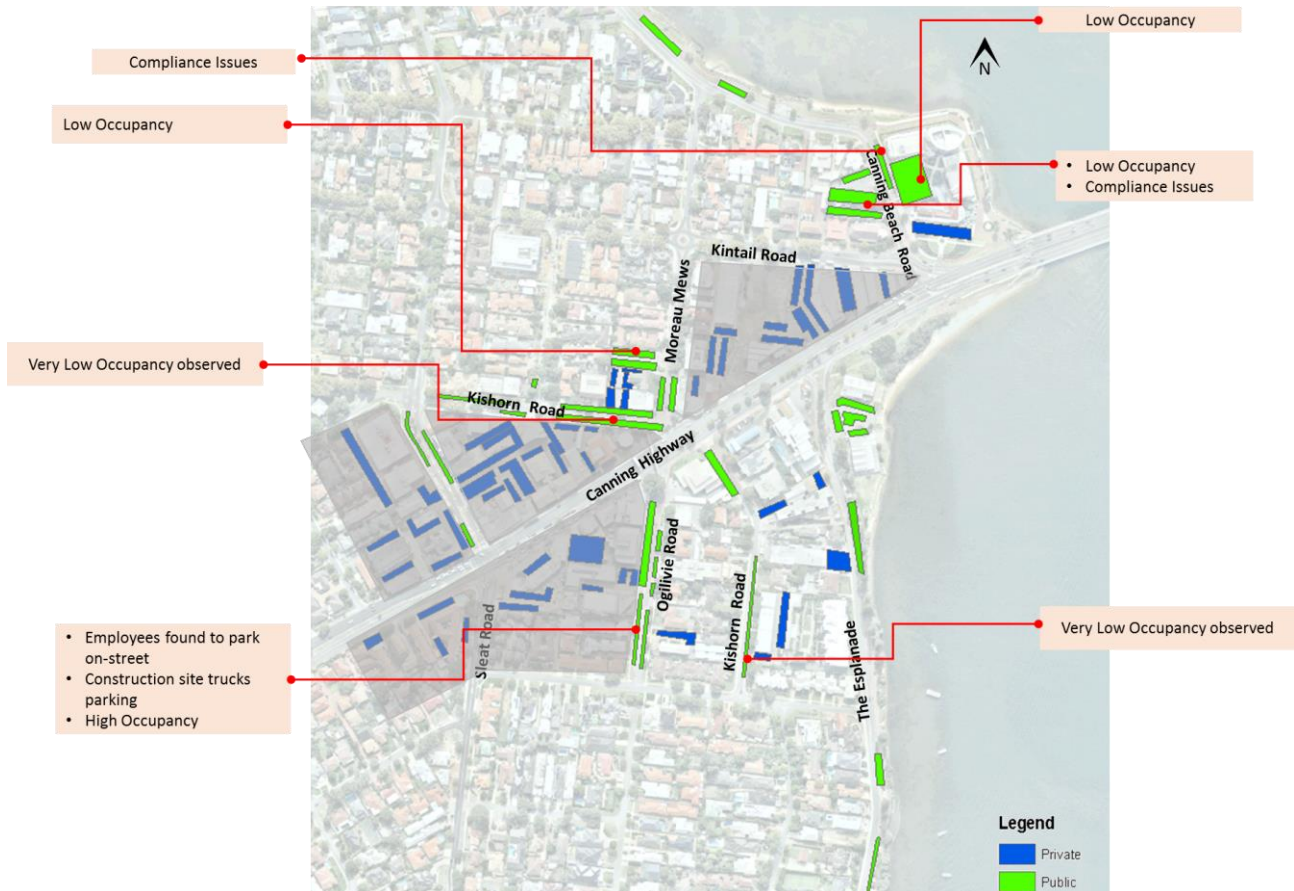 Low Occupancy
Compliance Issues
N
Low Occupancy
• Low Occupancy
• Compliance Issues
Canning Beach Road
Kintail Road
Moreau Mews
Very Low Occupancy observed
Kishorn Road
Canning Highway
Ogilivie Road
Kishorn Road
• Employees found to park
on-street
• Construction site trucks
parking
• High Occupancy
Sleat Road
The Esplanade
Very Low Occupancy observed
Legend
Private
Public